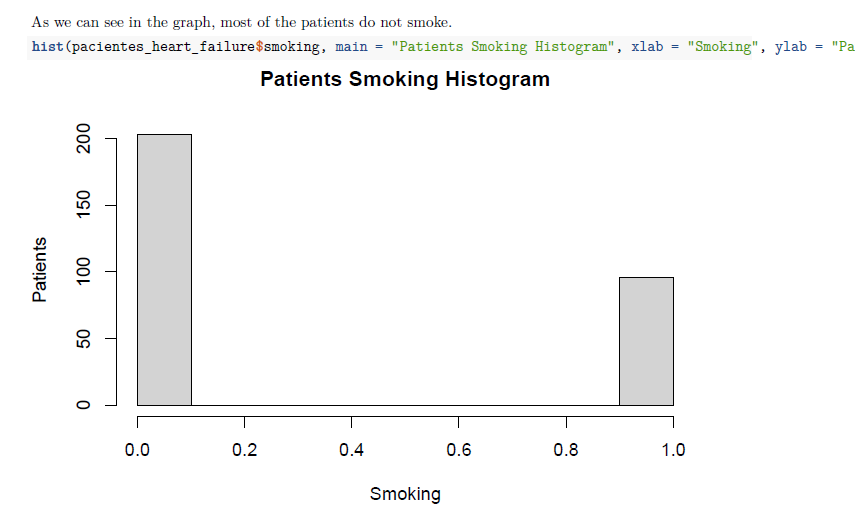 As we can see in the graph, most of the patients do not smoke.
hist(pacientes_heart_failure$smoking, main = "Patients Smoking Histogram", xlab = "Smoking", ylab = "Pa
Patients Smoking Histogram
200
150
100
50
0
Patients
0.0 0.2 0.4 0.6 0.8 1.0
Smoking